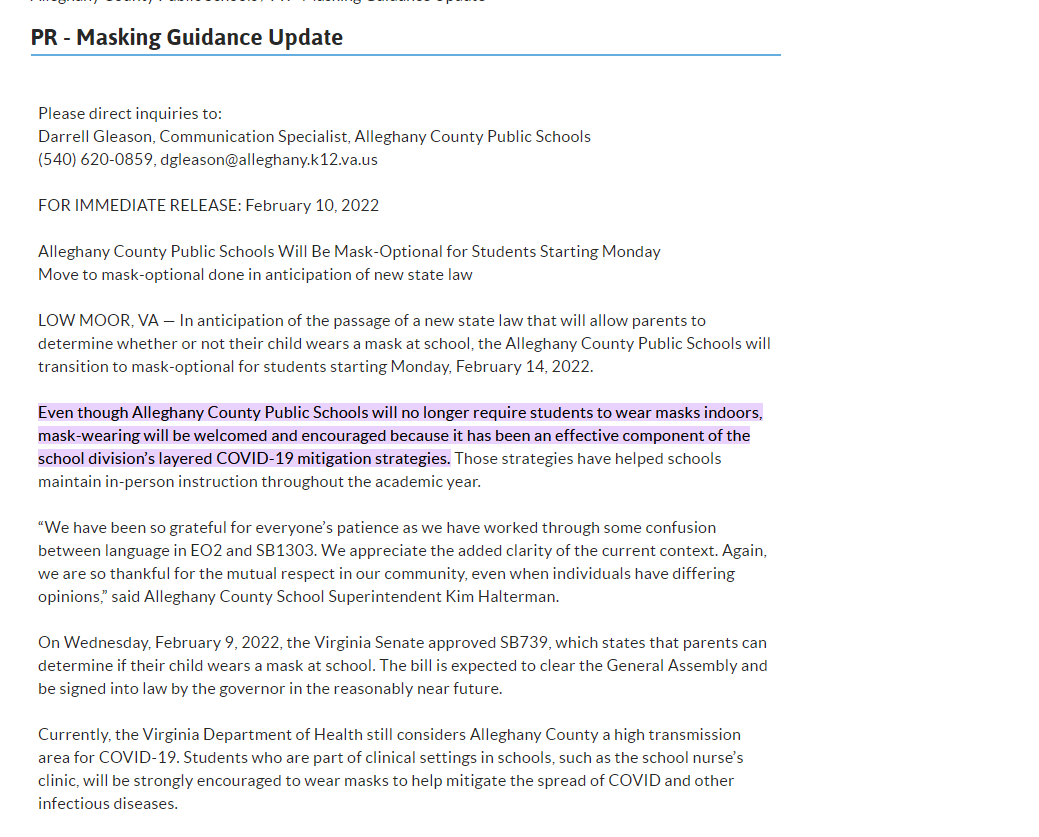 PR - Masking Guidance Update
Please direct inquiries to:
Darrell Gleason, Communication Specialist, Alleghany County Public Schools
(540) 620-0859, dgleason@alleghany.k12.va.us
FOR IMMEDIATE RELEASE: February 10, 2022
Alleghany County Public Schools Will Be Mask-Optional for Students Starting Monday
Move to mask-optional done in anticipation of new state law
LOW MOOR, VA — In anticipation of the passage of a new state law that will allow parents to
determine whether or not their child wears a mask at school, the Alleghany County Public Schools will
transition to mask-optional for students starting Monday, February 14, 2022.
Even though Alleghany County Public Schools will no longer require students to wear masks indoors,
mask-wearing will be welcomed and encouraged because it has been an effective component of the
school division’s layered COVID-19 mitigation strategies. Those strategies have helped schools
maintain in-person instruction throughout the academic year.
“We have been so grateful for everyone’s patience as we have worked through some confusion
between language in EO2 and SB1303. We appreciate the added clarity of the current context. Again,
we are so thankful for the mutual respect in our community, even when individuals have differing
opinions,” said Alleghany County School Superintendent Kim Halterman.
On Wednesday, February 9, 2022, the Virginia Senate approved SB739, which states that parents can
determine if their child wears a mask at school. The bill is expected to clear the General Assembly and
be signed into law by the governor in the reasonably near future.
Currently, the Virginia Department of Health still considers Alleghany County a high transmission
area for COVID-19. Students who are part of clinical settings in schools, such as the school nurse’s
clinic, will be strongly encouraged to wear masks to help mitigate the spread of COVID and other
infectious diseases.